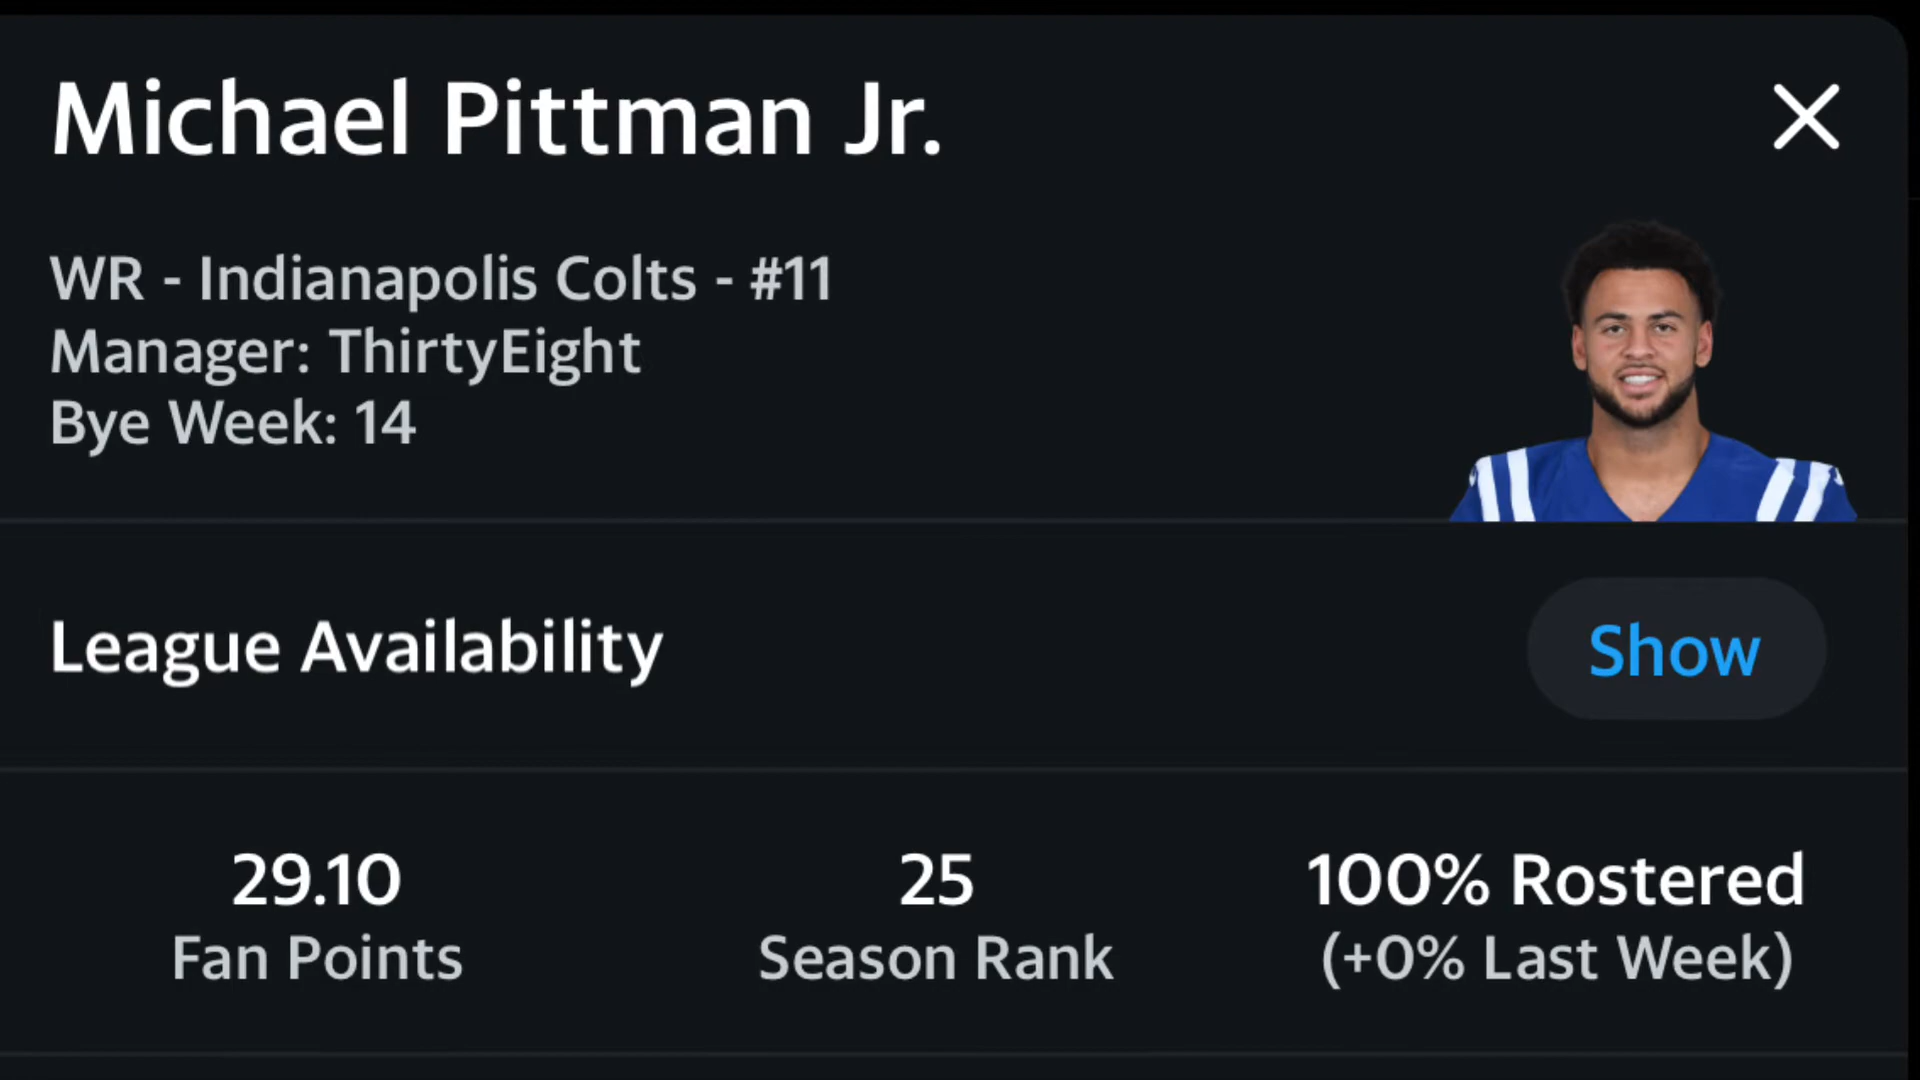 Michael Pittman Jr.
WR - Indianapolis Colts - #11
Manager: ThirtyEight
Bye Week: 14
League Availability
Show
29.10
Fan Points
25
Season Rank
100% Rostered
(+0% Last Week)